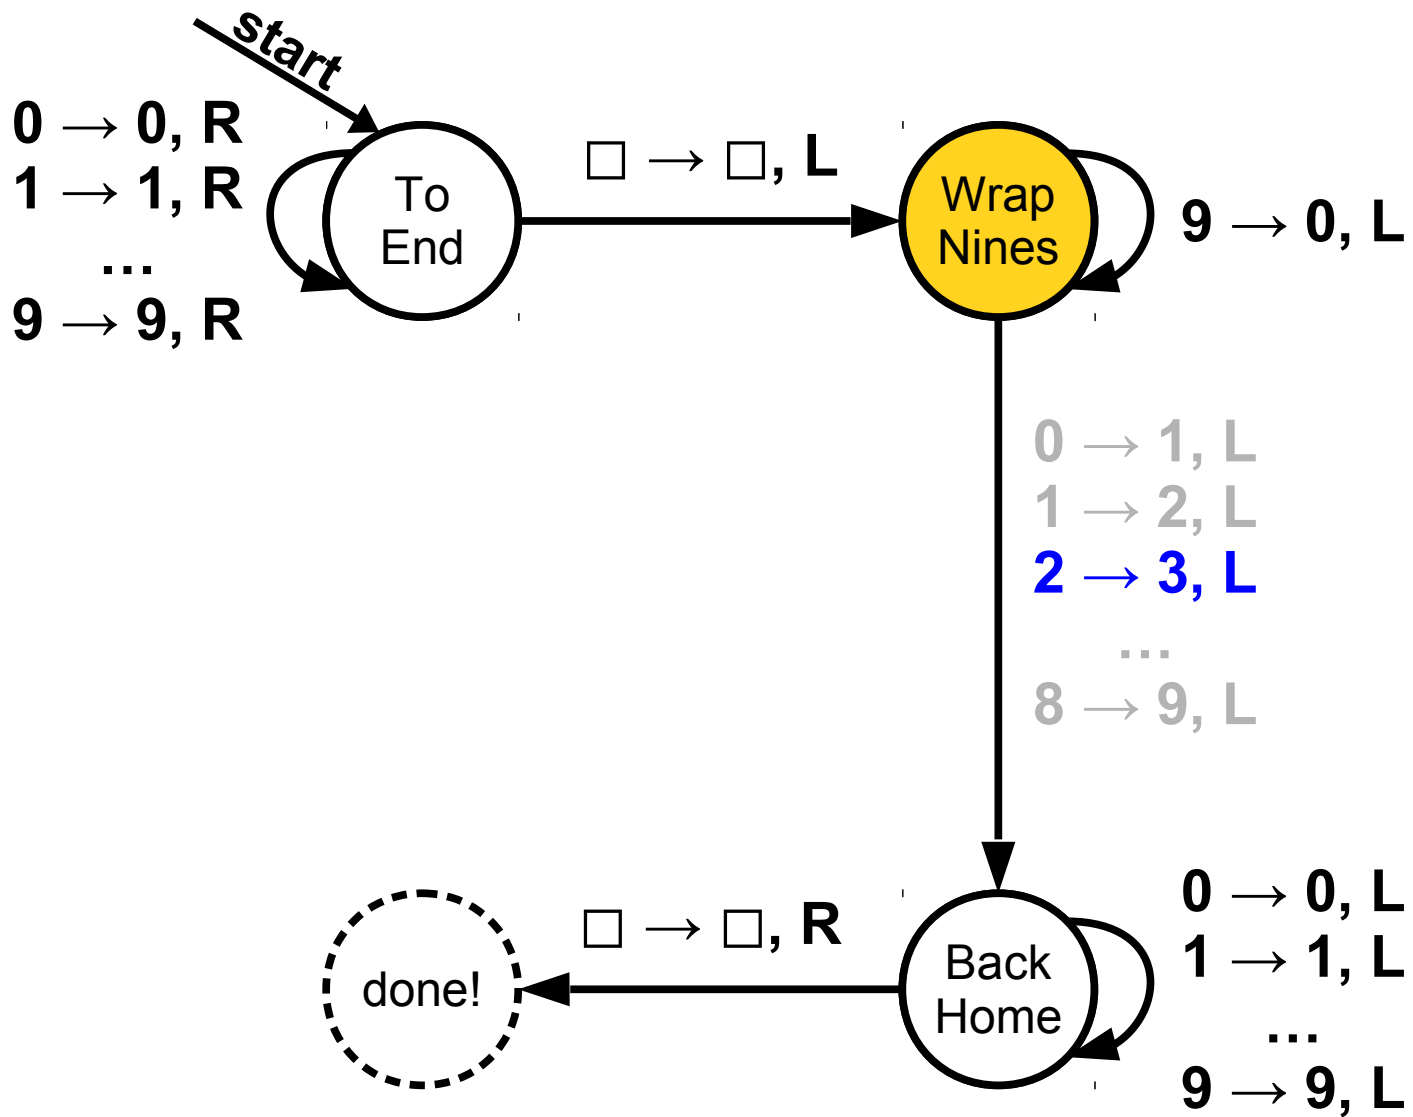 start
0 → 0, R
1 → 1, R
...
9 → 9, R
To
End
□ → □, L
Wrap
Nines
9 → 0, L
0 → 1, L
1 → 2, L
2 → 3, L
...
8 → 9, L
Back
Home
0 → 0, L
1 → 1, L
...
9 → 9, L
□ → □, R
done!